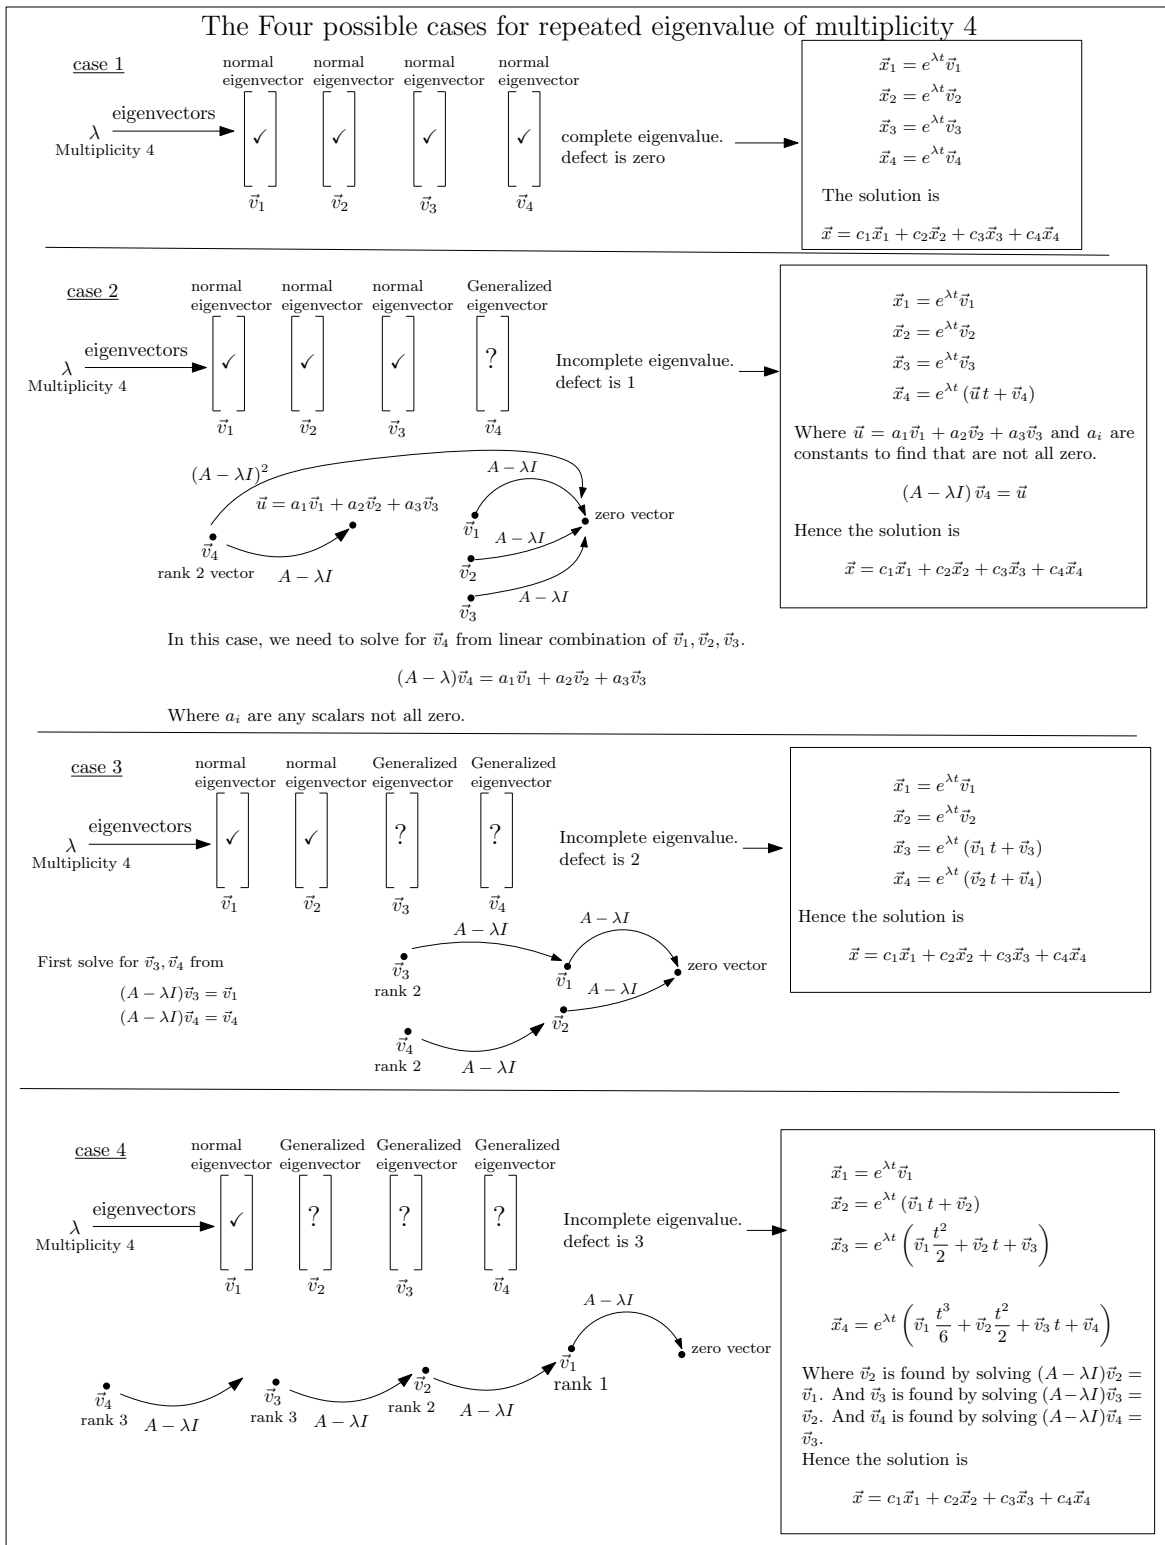 The Four possible cases for repeated eigenvalue of multiplicity 4
case 1
normal eigenvector
normal eigenvector
normal eigenvector
normal eigenvector
eigenvectors
λ
Multiplicity 4
✓ ✓ ✓ ✓
v⃗₁ v⃗₂ v⃗₃ v⃗₄
complete eigenvalue.
defect is zero
x⃗₁ = e^{λt} v⃗₁
x⃗₂ = e^{λt} v⃗₂
x⃗₃ = e^{λt} v⃗₃
x⃗₄ = e^{λt} v⃗₄
The solution is
x⃗ = c₁x⃗₁ + c₂x⃗₂ + c₃x⃗₃ + c₄x⃗₄
case 2
normal eigenvector
normal eigenvector
normal eigenvector
Generalized eigenvector
eigenvectors
λ
Multiplicity 4
✓ ✓ ✓ ?
v⃗₁ v⃗₂ v⃗₃ v⃗₄
Incomplete eigenvalue.
defect is 1
(A − λI)²
u⃗ = a₁v⃗₁ + a₂v⃗₂ + a₃v⃗₃
v⃗₄
rank 2 vector
A − λI
A − λI
v⃗₁
zero vector
A − λI
v⃗₂
A − λI
v⃗₃
In this case, we need to solve for v⃗₄ from linear combination of v⃗₁, v⃗₂, v⃗₃.
(A − λ)v⃗₄ = a₁v⃗₁ + a₂v⃗₂ + a₃v⃗₃
Where aᵢ are any scalars not all zero.
x⃗₁ = e^{λt} v⃗₁
x⃗₂ = e^{λt} v⃗₂
x⃗₃ = e^{λt} v⃗₃
x⃗₄ = e^{λt} (u⃗ t + v⃗₄)
Where u⃗ = a₁v⃗₁ + a₂v⃗₂ + a₃v⃗₃ and aᵢ are
constants to find that are not all zero.
(A − λI) v⃗₄ = u⃗
Hence the solution is
x⃗ = c₁x⃗₁ + c₂x⃗₂ + c₃x⃗₃ + c₄x⃗₄
case 3
normal eigenvector
normal eigenvector
Generalized eigenvector
Generalized eigenvector
eigenvectors
λ
Multiplicity 4
✓ ✓ ? ?
v⃗₁ v⃗₂ v⃗₃ v⃗₄
Incomplete eigenvalue.
defect is 2
First solve for v⃗₃, v⃗₄ from
(A − λI)v⃗₃ = v⃗₁
(A − λI)v⃗₄ = v⃗₄
A − λI
A − λI
v⃗₃
rank 2
v⃗₁
zero vector
A − λI
v⃗₂
v⃗₄
rank 2
A − λI
x⃗₁ = e^{λt} v⃗₁
x⃗₂ = e^{λt} v⃗₂
x⃗₃ = e^{λt} (v⃗₁ t + v⃗₃)
x⃗₄ = e^{λt} (v⃗₂ t + v⃗₄)
Hence the solution is
x⃗ = c₁x⃗₁ + c₂x⃗₂ + c₃x⃗₃ + c₄x⃗₄
case 4
normal eigenvector
Generalized eigenvector
Generalized eigenvector
Generalized eigenvector
eigenvectors
λ
Multiplicity 4
✓ ? ? ?
v⃗₁ v⃗₂ v⃗₃ v⃗₄
Incomplete eigenvalue.
defect is 3
A − λI
v⃗₁
rank 1
zero vector
v⃗₄
rank 3
A − λI
v⃗₃
rank 3
A − λI
v⃗₂
rank 2
A − λI
x⃗₁ = e^{λt} v⃗₁
x⃗₂ = e^{λt} (v⃗₁ t + v⃗₂)
x⃗₃ = e^{λt} (v⃗₁ t²/2 + v⃗₂ t + v⃗₃)
x⃗₄ = e^{λt} (v⃗₁ t³/6 + v⃗₂ t²/2 + v⃗₃ t + v⃗₄)
Where v⃗₂ is found by solving (A − λI)v⃗₂ =
v⃗₁. And v⃗₃ is found by solving (A−λI)v⃗₃ =
v⃗₂. And v⃗₄ is found by solving (A−λI)v⃗₄ =
v⃗₃.
Hence the solution is
x⃗ = c₁x⃗₁ + c₂x⃗₂ + c₃x⃗₃ + c₄x⃗₄